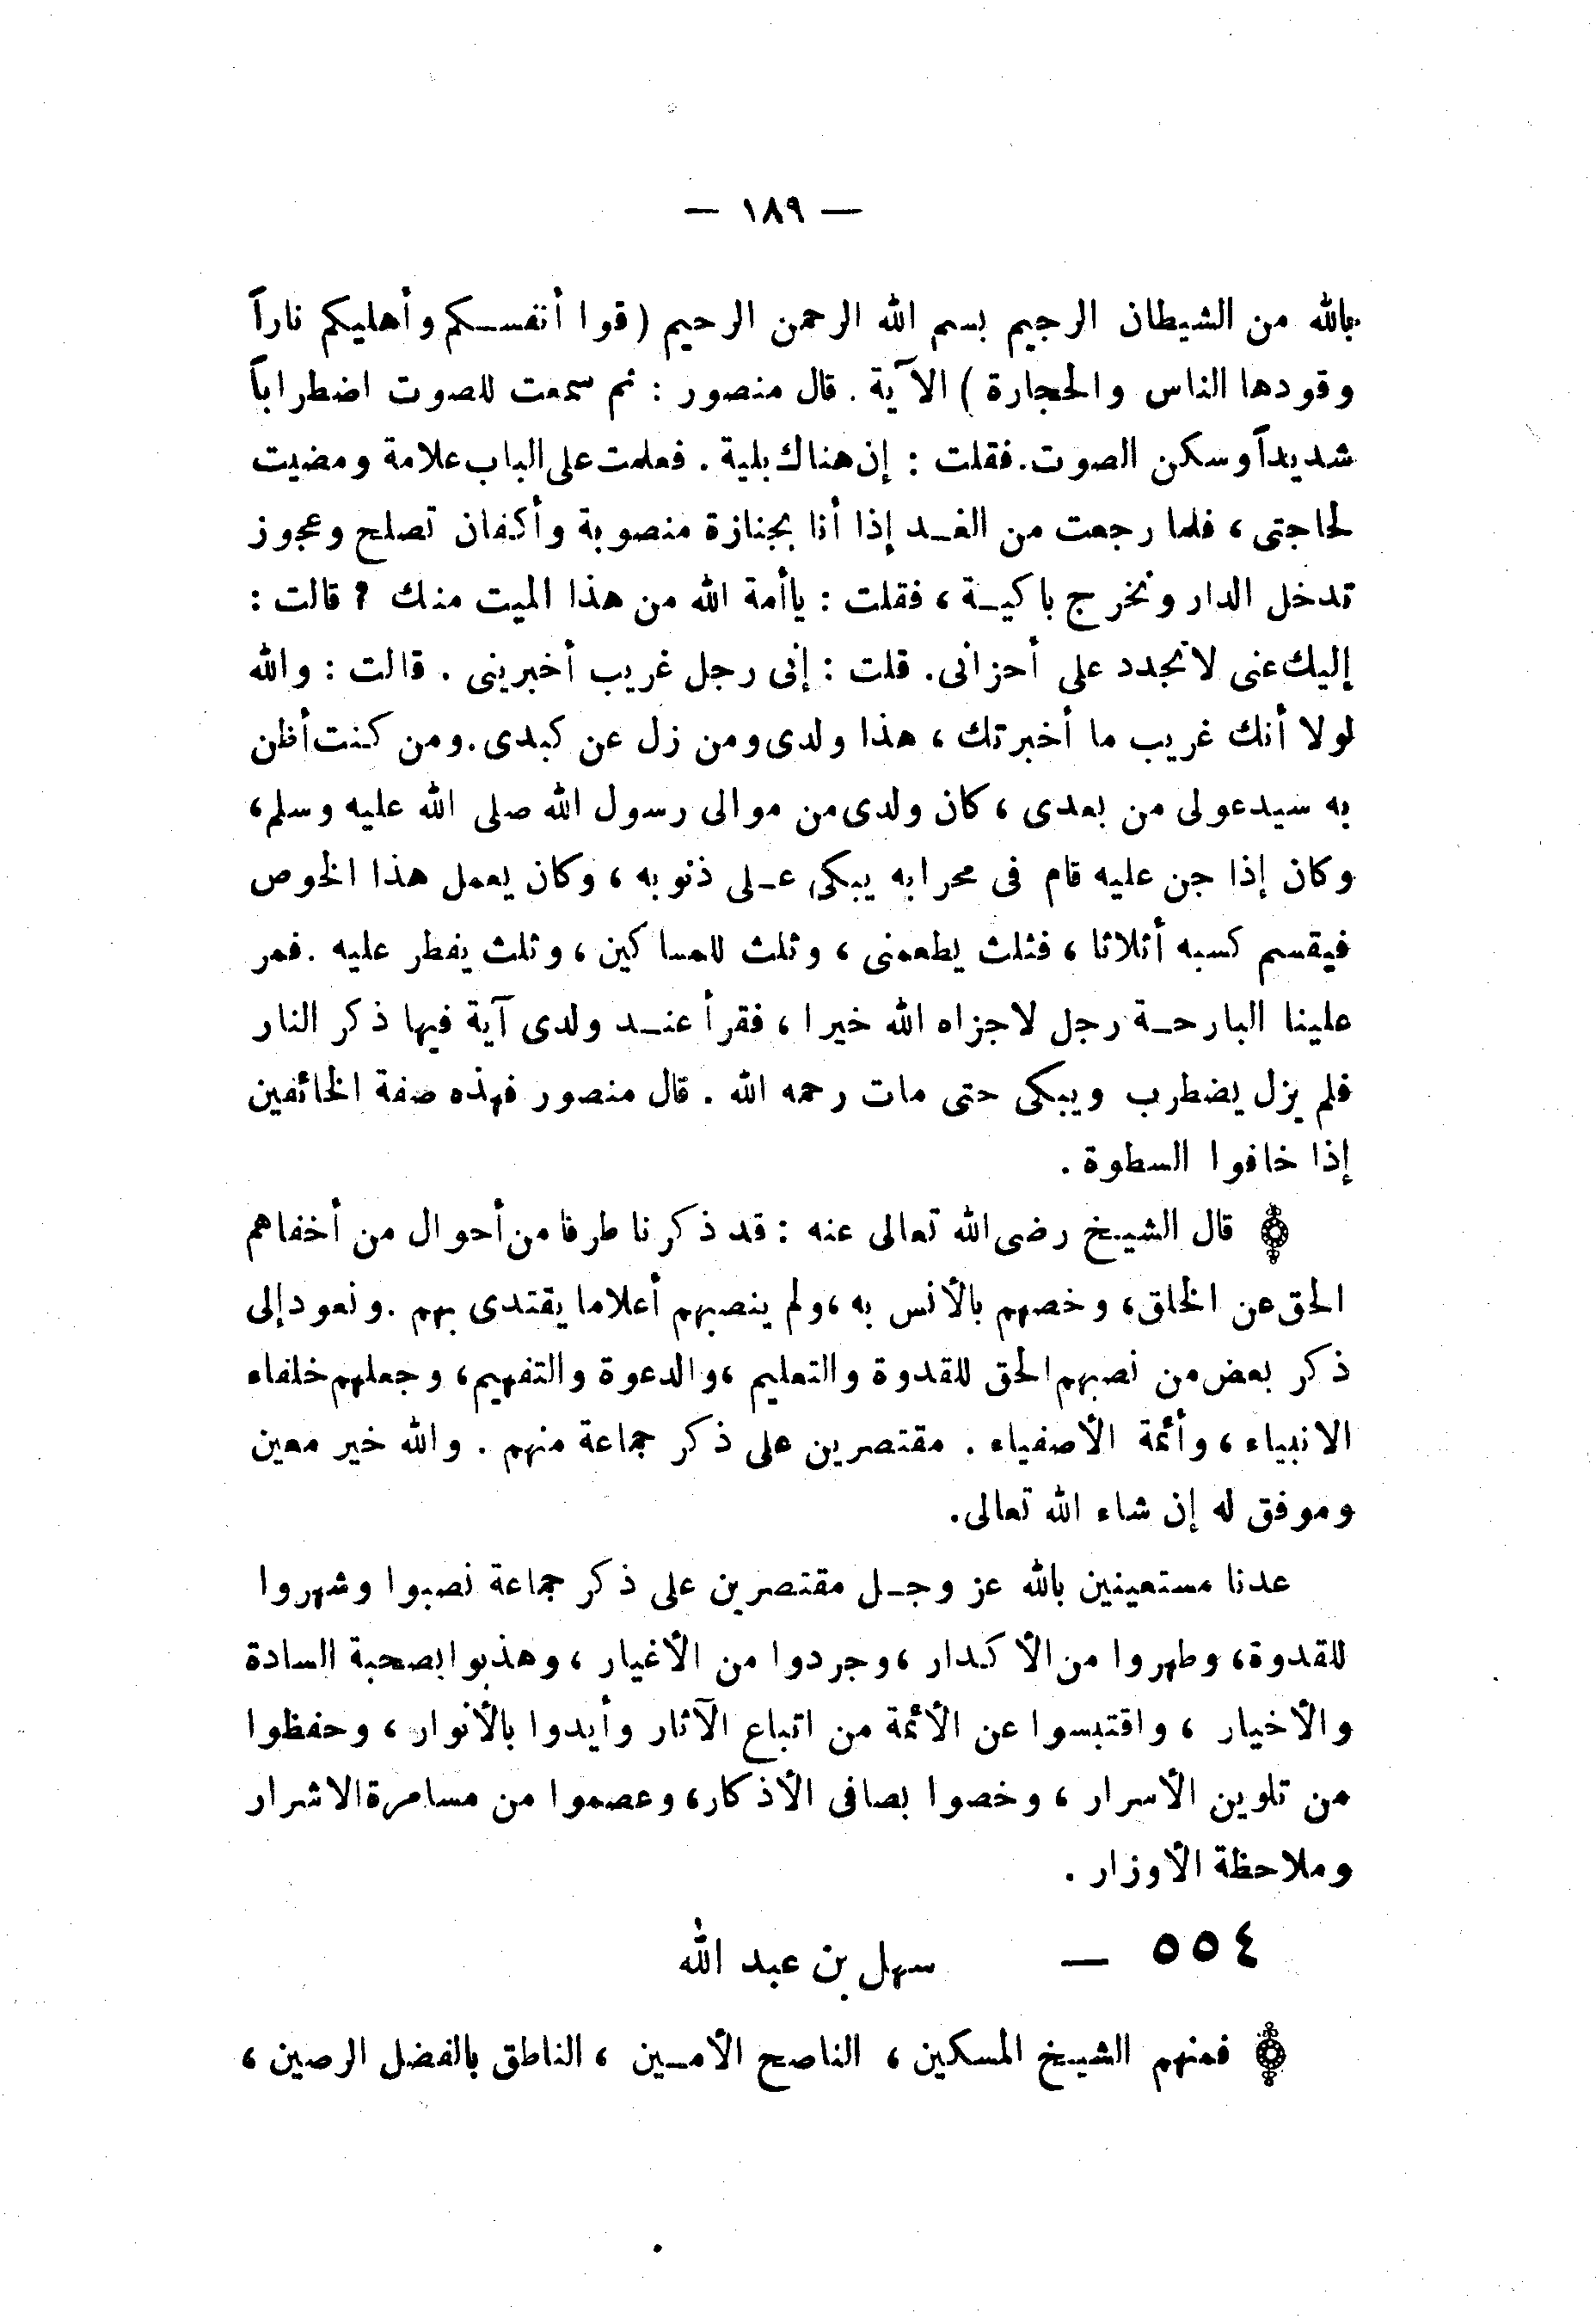 — ١٨٩ —
بالله من الشيطان الرجيم بسم الله الرحمن الرحيم (قوا أنفسكم وأهليكم ناراً
وقودها الناس والحجارة) الآية. قال منصور: ثم سمعت للصوت اضطراباً
شديداً وسكن الصوت. فقلت: إن هناك بلية. فعلمت على الباب علامة ومضيت
لحاجتى، فلما رجعت من الغد إذا أنا بجنازة منصوبة وأكفان تصلح وعجوز
تدخل الدار وتخرج باكية، فقلت: ياأمة الله من هذا الميت منك؟ قالت:
إليك عنى لا تجدد على أحزانى. قلت: إنى رجل غريب أخبرينى. قالت: والله
لولا أنك غريب ما أخبرتك، هذا ولدى ومن زل عن كبدى. ومن كنت أظن
به سيدعولى من بعدى، كان ولدى من موالى رسول الله صلى الله عليه وسلم،
وكان إذا جن عليه قام فى محرابه يبكى على ذنوبه، وكان يعمل هذا الخوص
فيقسم كسبه أثلاثا، فثلث يطعمنى، وثلث للمساكين، وثلث يفطر عليه. فمر
علينا البارحة رجل لاجزاه الله خيرا، فقرأ عند ولدى آية فيها ذكر النار
فلم يزل يضطرب ويبكى حتى مات رحمه الله. قال منصور فهذه صفة الخائفين
إذا خافوا السطوة.
قال الشيخ رضى الله تعالى عنه: قد ذكرنا طرفا من أحوال من أخفاهم
الحق عن الخلق، وخصهم بالأنس به، ولم ينصبهم أعلاما يقتدى بهم. ونعود إلى
ذكر بعض من نصبهم الحق للقدوة والتعليم، والدعوة والتفهيم، وجعلهم خلفاء
الانبياء، وأئمة الأصفياء. مقتصرين على ذكر جماعة منهم. والله خير معين
وموفق له إن شاء الله تعالى.
عدنا مستعينين بالله عز وجل مقتصرين على ذكر جماعة نصبوا وشهروا
للقدوة، وطهروا من الأكدار، وجردوا من الأغيار، وهذبوا بصحبة السادة
والأخيار، واقتبسوا عن الأئمة من اتباع الآثار وأيدوا بالأنوار، وحفظوا
من تلوين الأسرار، وخصوا بصافى الأذكار، وعصموا من مسامرة الاشرار
وملاحظة الأوزار.
٥٥٤ — سهل بن عبد الله
فمنهم الشيخ المسكين، الناصح الأمين، الناطق بالفضل الرصين،